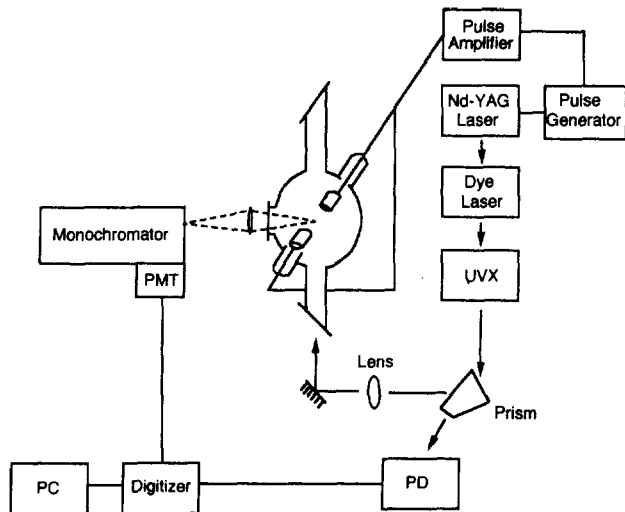 Pulse
Amplifier
Nd-YAG
Laser
Pulse
Generator
Dye
Laser
Monochromator
PMT
UVX
Lens
Prism
PC
Digitizer
PD